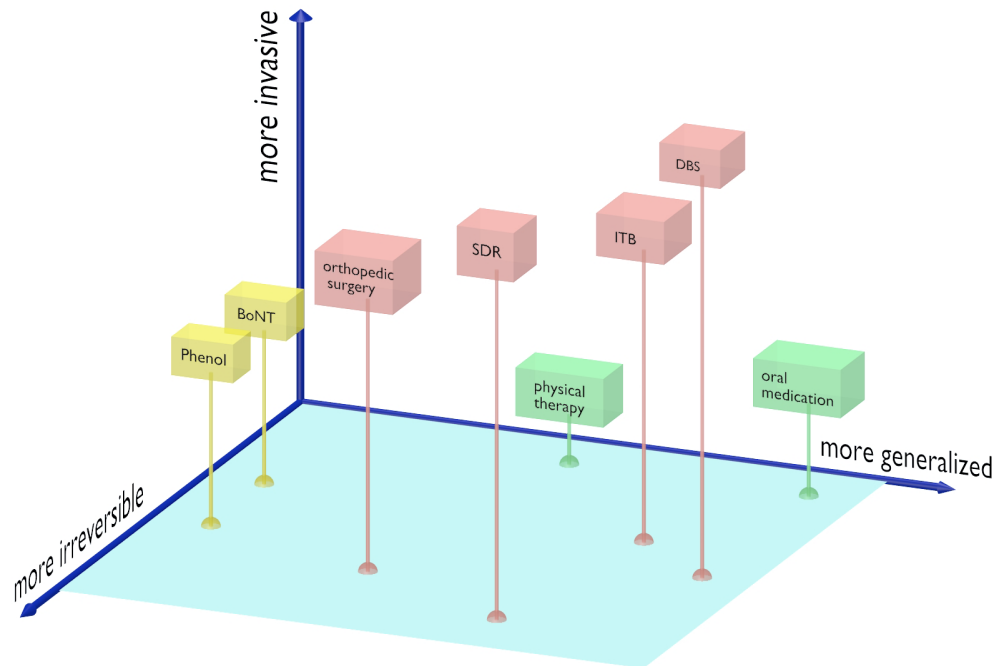 more invasive
DBS
ITB
SDR
orthopedic
surgery
BoNT
Phenol
physical
therapy
oral
medication
more generalized
more irreversible